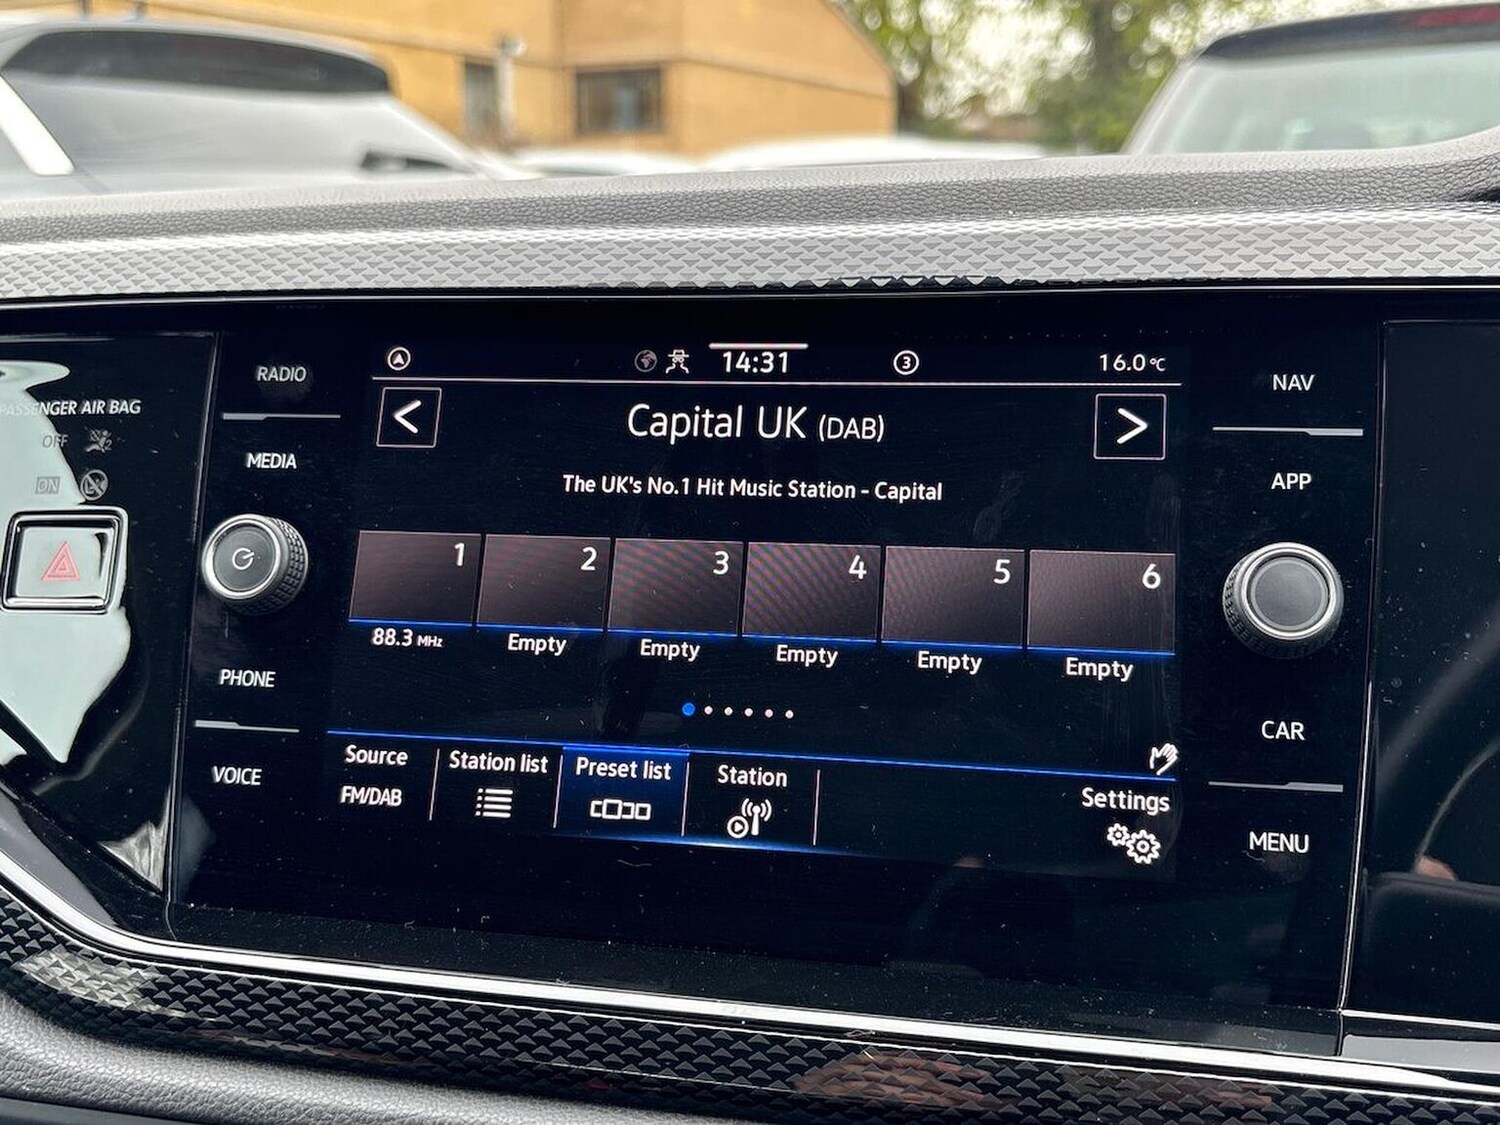 PASSENGER AIR BAG
OFF
ON
RADIO
MEDIA
PHONE
VOICE
14:31
3
16.0 °C
<
Capital UK (DAB)
>
The UK's No.1 Hit Music Station - Capital
1
2
3
4
5
6
88.3 MHz
Empty
Empty
Empty
Empty
Empty
Source
FM/DAB
Station list
Preset list
Station
Settings
NAV
APP
CAR
MENU